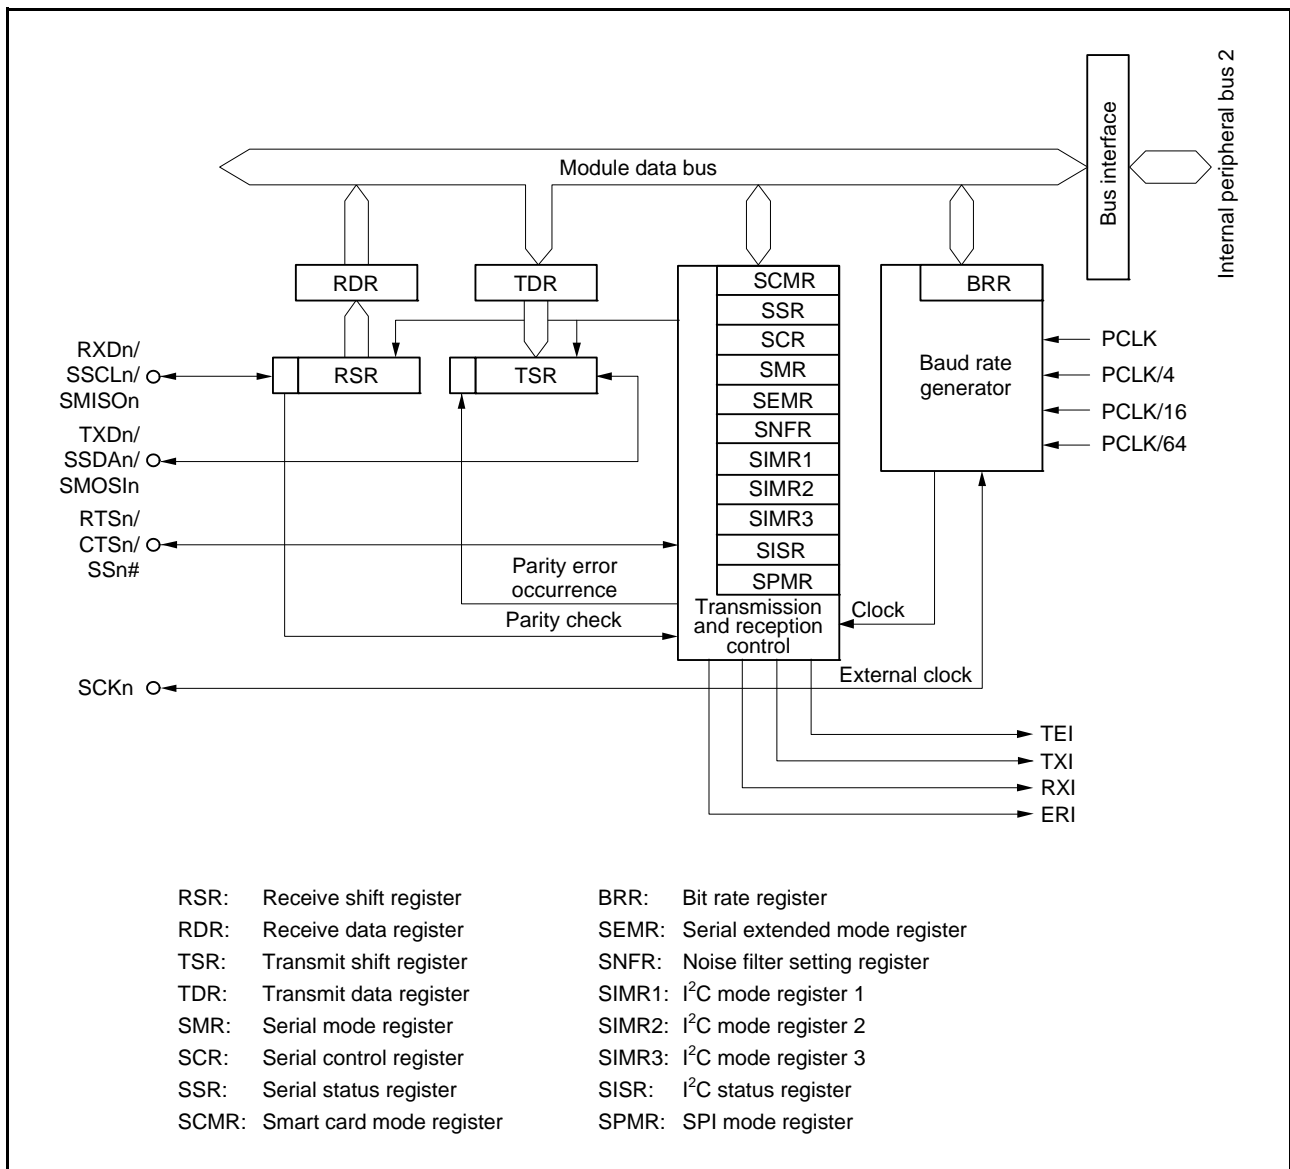 Internal peripheral bus 2
Bus interface
Module data bus
RDR
TDR
SCMR
BRR
SSR
SCR
SMR
SEMR
SNFR
SIMR1
SIMR2
SIMR3
SISR
SPMR
Transmission
and reception
control
Baud rate
generator
PCLK
PCLK/4
PCLK/16
PCLK/64
RXDn/
SSCLn/
SMISOn
RSR
TSR
TXDn/
SSDAn/
SMOSIn
RTSn/
CTSn/
SSn#
Parity error
occurrence
Parity check
Clock
External clock
SCKn
TEI
TXI
RXI
ERI
RSR: Receive shift register
RDR: Receive data register
TSR: Transmit shift register
TDR: Transmit data register
SMR: Serial mode register
SCR: Serial control register
SSR: Serial status register
SCMR: Smart card mode register
BRR: Bit rate register
SEMR: Serial extended mode register
SNFR: Noise filter setting register
SIMR1: I²C mode register 1
SIMR2: I²C mode register 2
SIMR3: I²C mode register 3
SISR: I²C status register
SPMR: SPI mode register